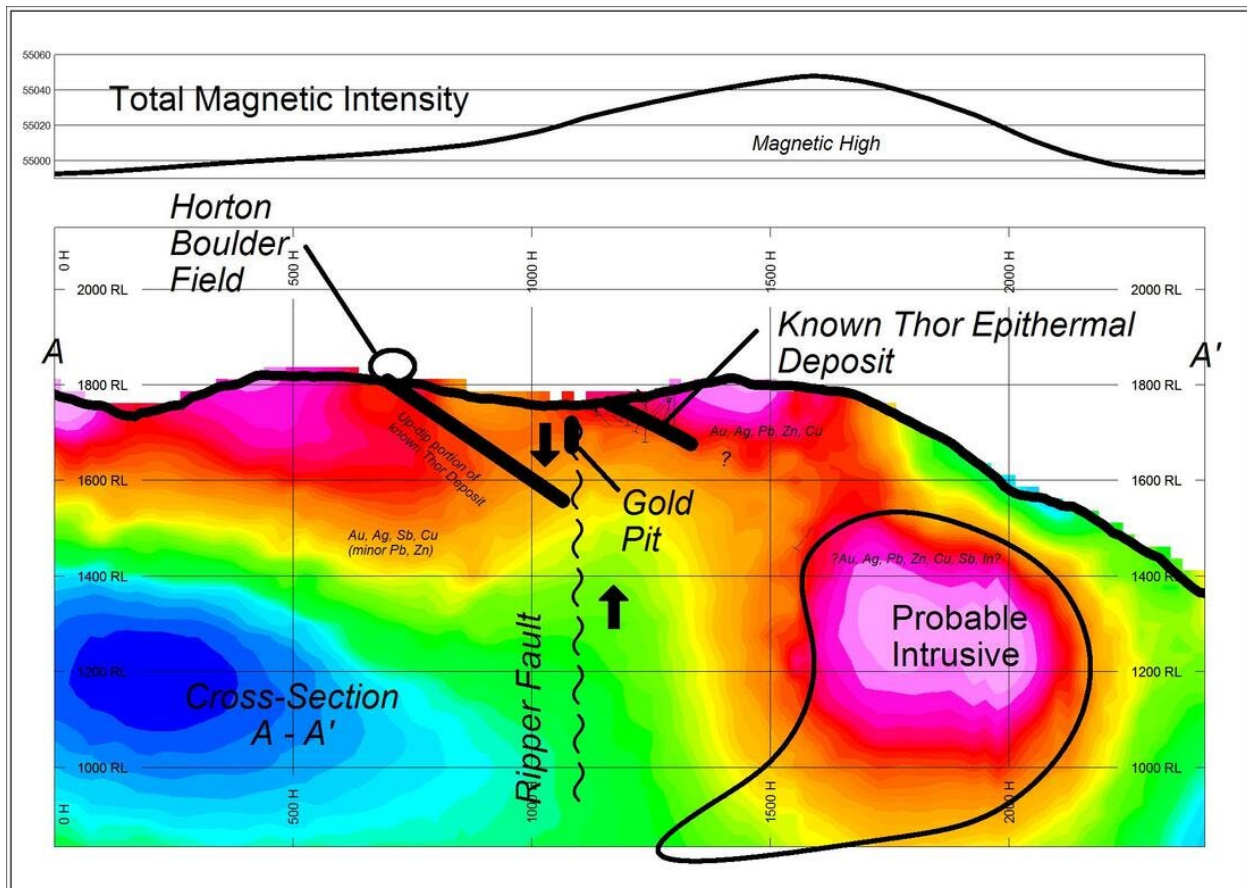 55060
55040
55020
55000
Total Magnetic Intensity
Magnetic High
Horton
Boulder
Field
0 H
500 H
1000 H
1500 H
2000 H
2000 RL
2000 RL
Known Thor Epithermal
Deposit
A
A'
1800 RL
1800 RL
Up-dip portion of
known Thor Deposit
Au, Ag, Pb, Zn, Cu
?
1600 RL
1600 RL
Gold
Pit
Au, Ag, Sb, Cu
(minor Pb, Zn)
?Au, Ag, Pb, Zn, Cu, Sb, In?
1400 RL
1400 RL
Probable
Intrusive
Ripper Fault
1200 RL
1200 RL
Cross-Section
A - A'
1000 RL
1000 RL
0 H
500 H
1500 H
2000 H